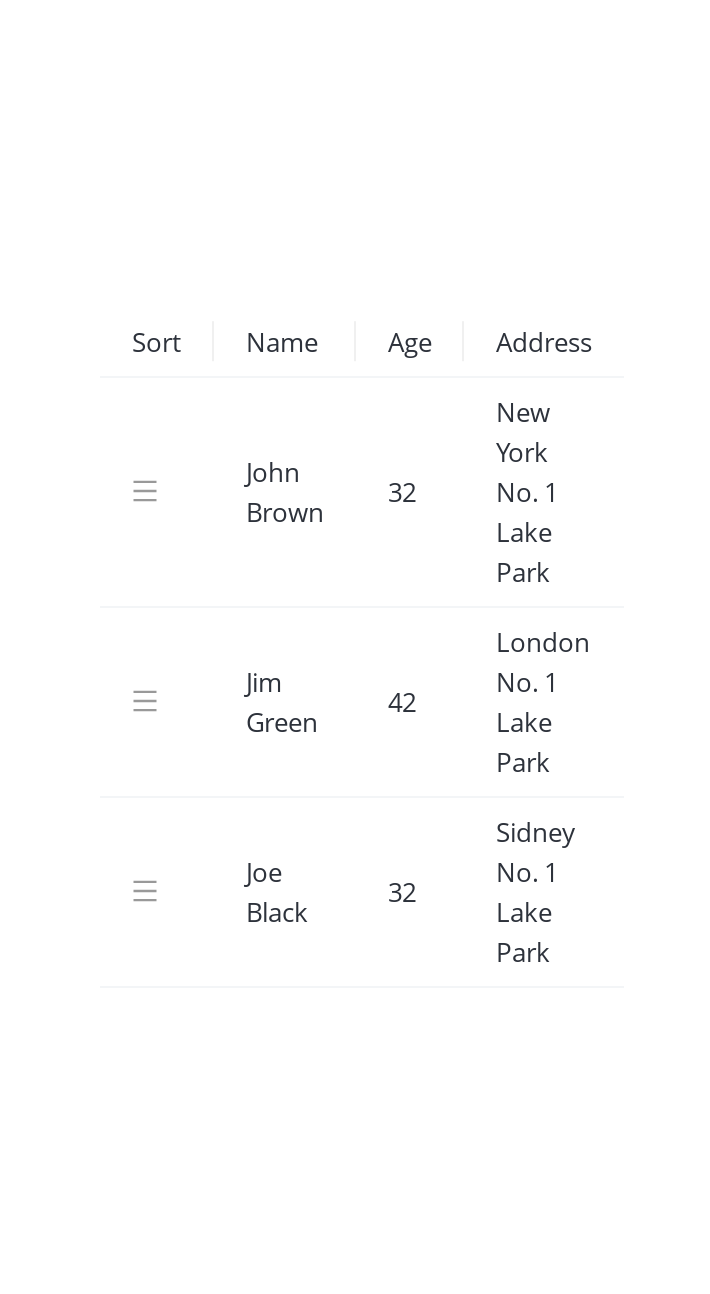 Sort Name Age Address
John Brown 32 New York No. 1 Lake Park
Jim Green 42 London No. 1 Lake Park
Joe Black 32 Sidney No. 1 Lake Park